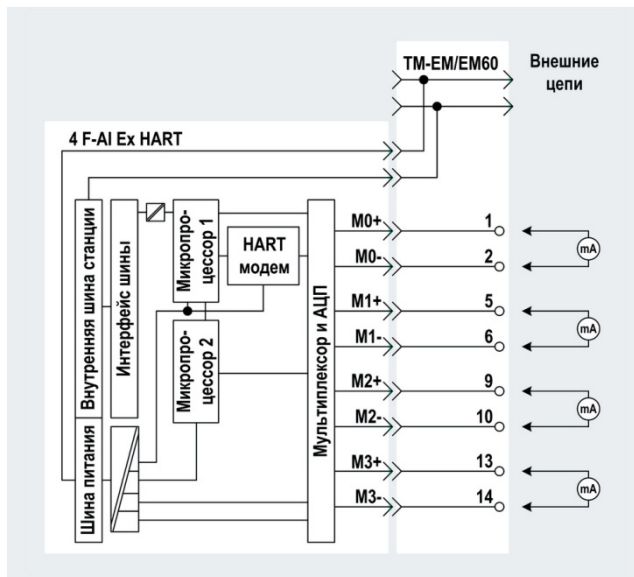 TM-EM/EM60
Внешние
цепи
4 F-AI Ex HART
Внутренняя шина станции
Шина питания
Интерфейс шины
Микропро-
цессор 1
Микропро-
цессор 2
HART
модем
Мультиплексор и АЦП
M0+
1
M0-
2
mA
M1+
5
M1-
6
mA
M2+
9
M2-
10
mA
M3+
13
M3-
14
mA